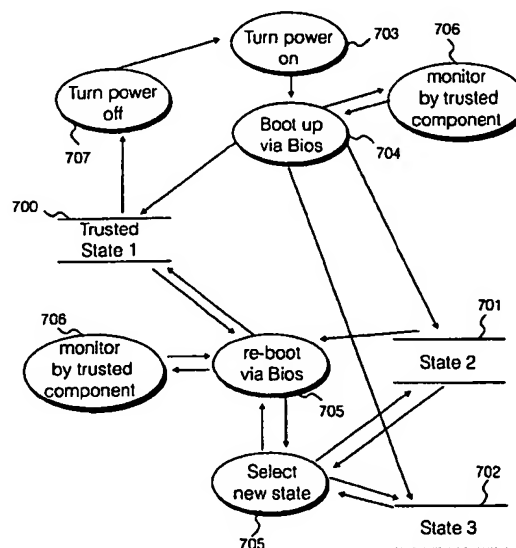 Turn power
on
703
706
monitor
by trusted
component
Turn power
off
707
Boot up
via Bios
704
700
Trusted
State 1
701
State 2
706
monitor
by trusted
component
re-boot
via Bios
705
Select
new state
705
702
State 3